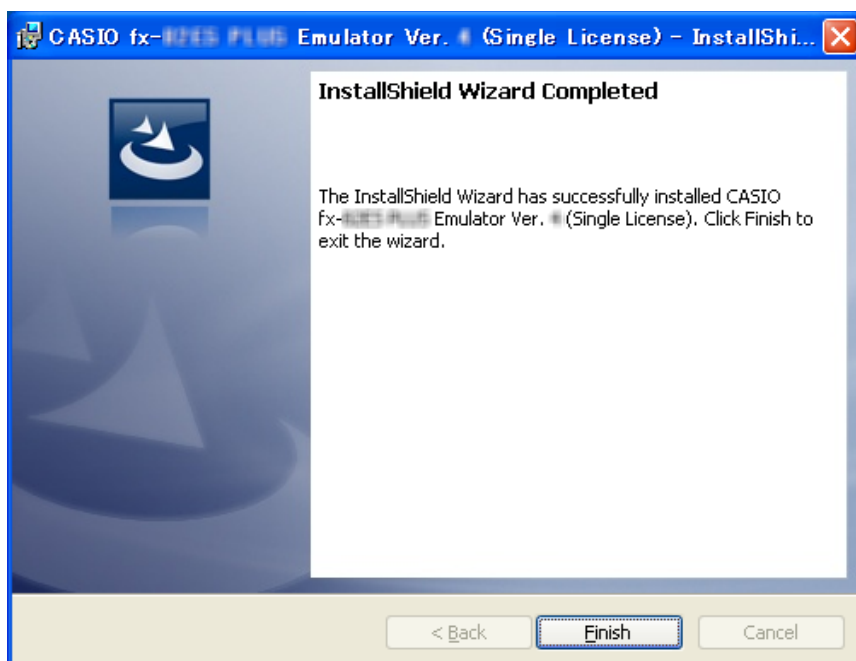 CASIO fx- Emulator Ver. (Single License) - InstallShi...
InstallShield Wizard Completed
The InstallShield Wizard has successfully installed CASIO
fx- Emulator Ver. (Single License). Click Finish to
exit the wizard.
< Back Finish Cancel